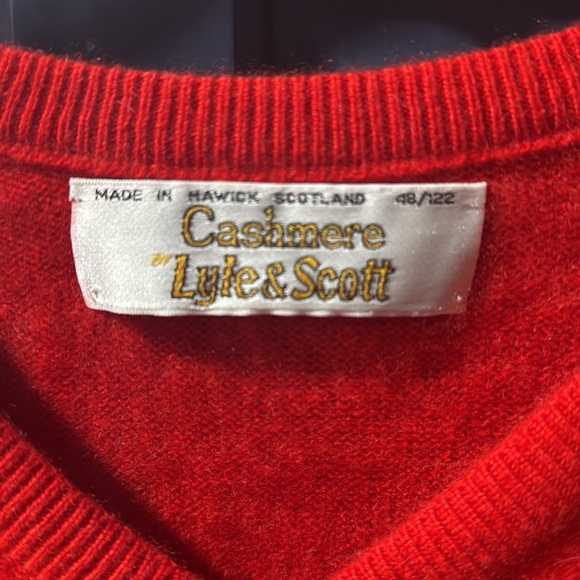 MADE IN HAWICK SCOTLAND 48/122
Cashmere
BY Lyle & Scott